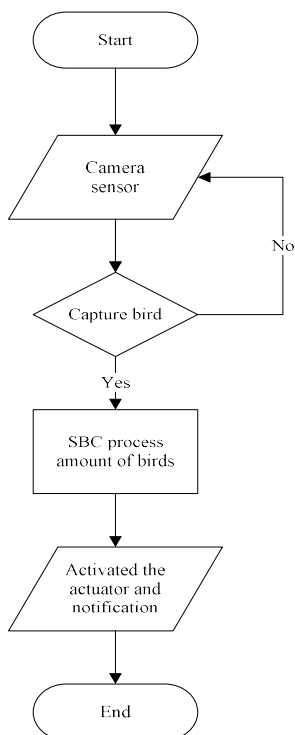 Start
Camera
sensor
No
Capture bird
Yes
SBC process
amount of birds
Activated the
actuator and
notification
End